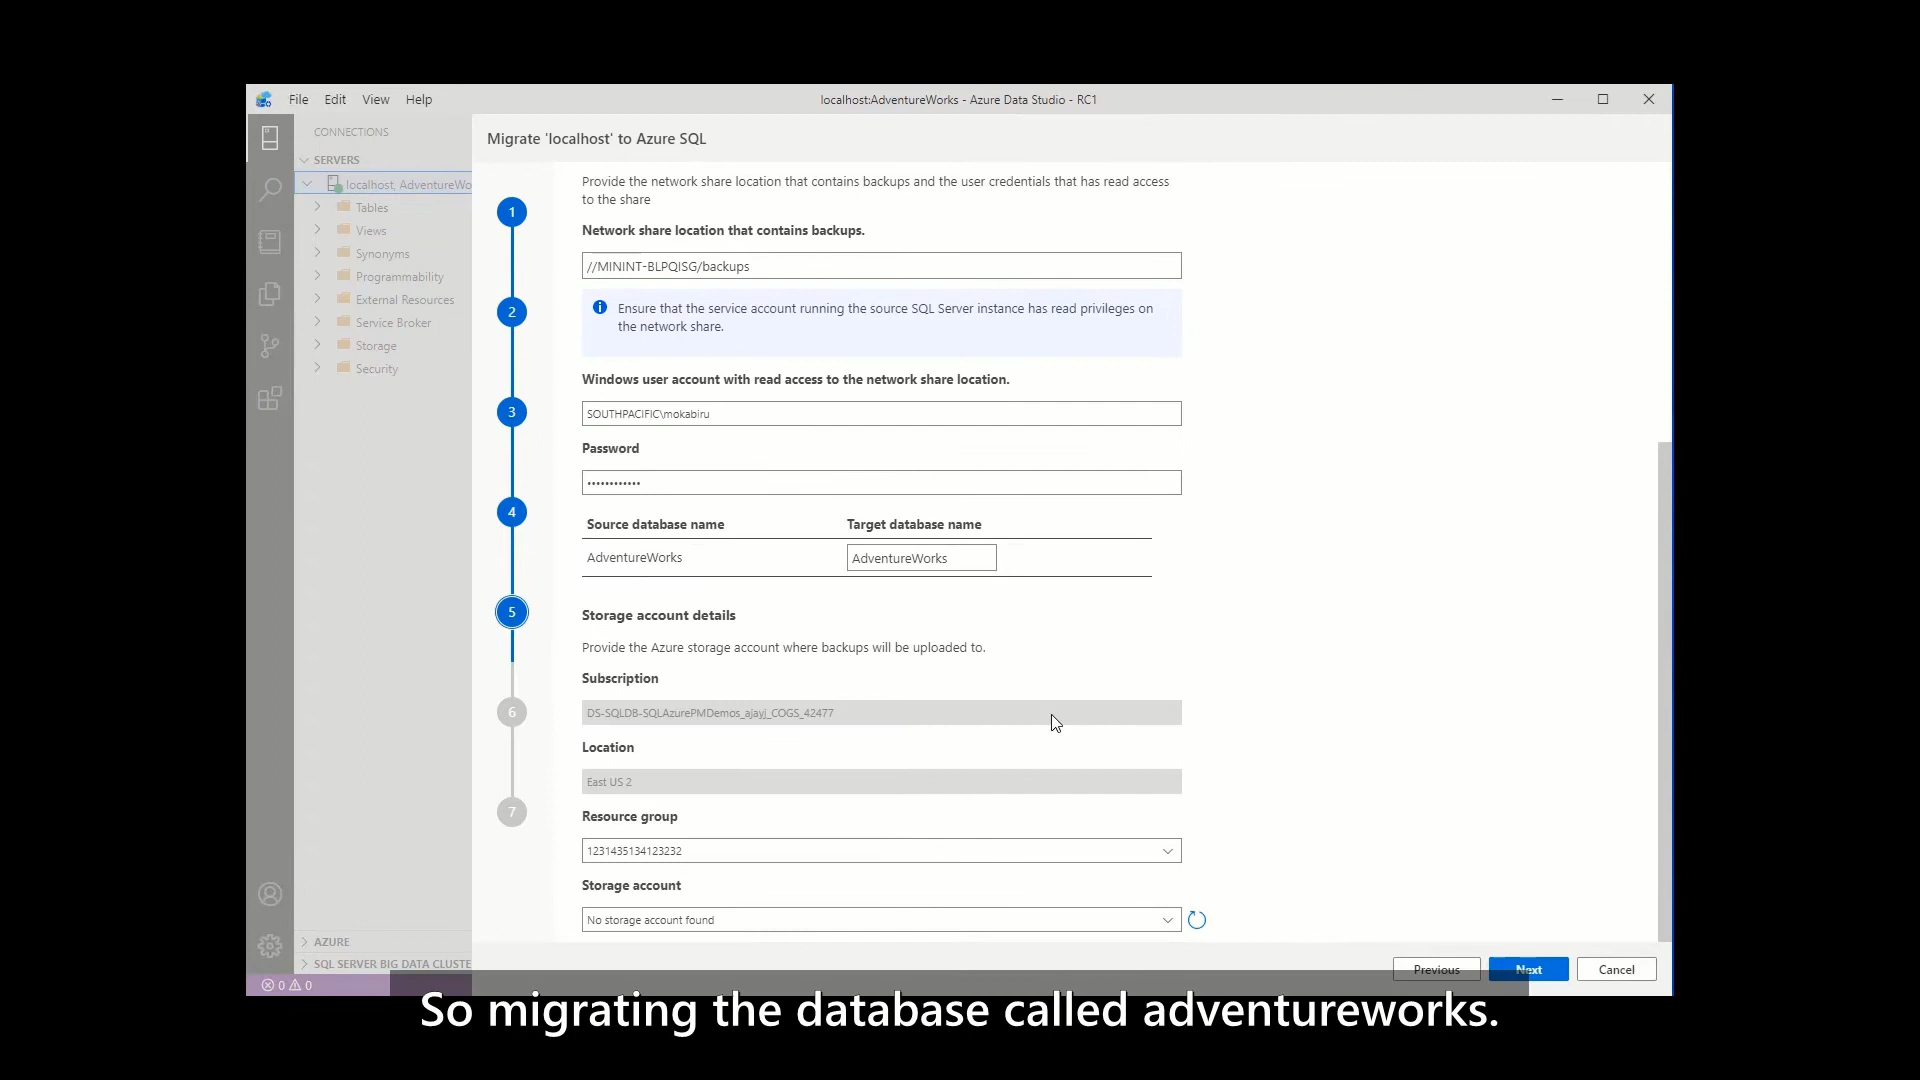 File Edit View Help
localhost:AdventureWorks - Azure Data Studio - RC1
CONNECTIONS
SERVERS
localhost, AdventureWo
Tables
Views
Synonyms
Programmability
External Resources
Service Broker
Storage
Security
AZURE
SQL SERVER BIG DATA CLUSTE
0 0
Migrate 'localhost' to Azure SQL
1
2
3
4
5
6
7
Provide the network share location that contains backups and the user credentials that has read access
to the share
Network share location that contains backups.
//MININT-BLPQISG/backups
Ensure that the service account running the source SQL Server instance has read privileges on
the network share.
Windows user account with read access to the network share location.
SOUTHPACIFIC\mokabiru
Password
••••••••••••
Source database name Target database name
AdventureWorks AdventureWorks
Storage account details
Provide the Azure storage account where backups will be uploaded to.
Subscription
DS-SQLDB-SQLAzurePMDemos_ajayj_COGS_42477
Location
East US 2
Resource group
1231435134123232
Storage account
No storage account found
Previous Next Cancel
So migrating the database called adventureworks.